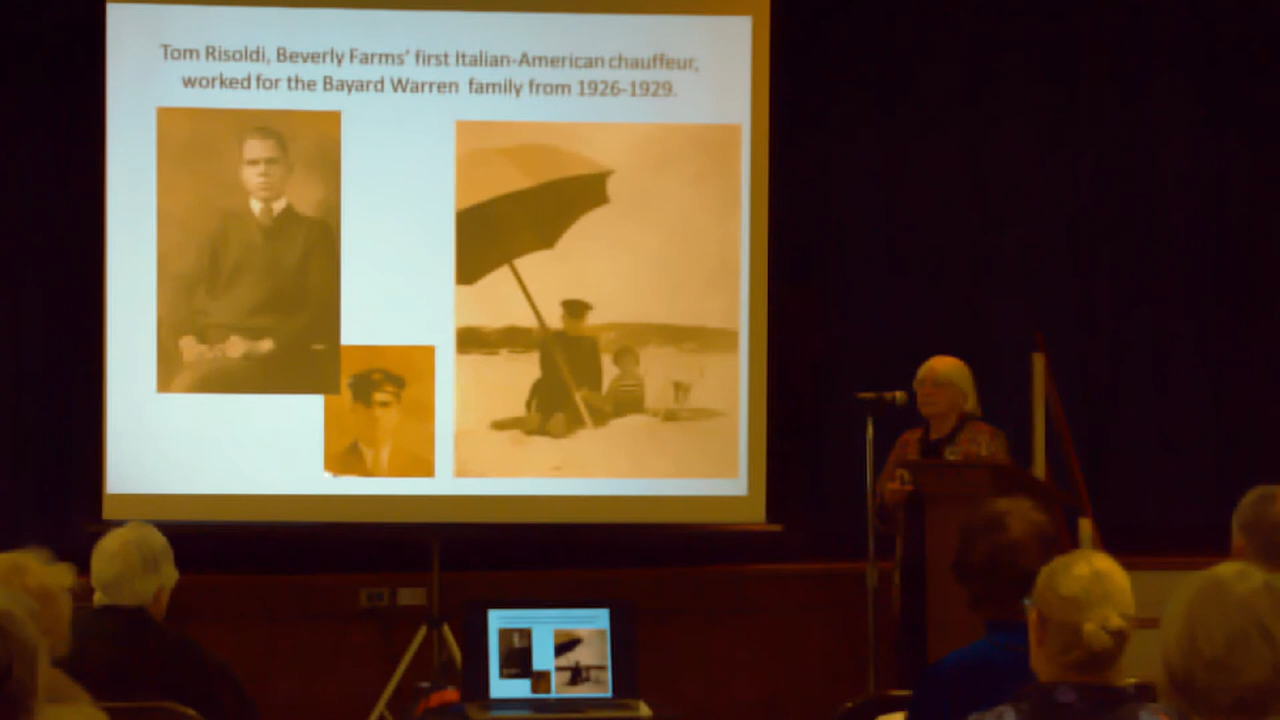 Tom Risoldi, Beverly Farms' first Italian-American chauffeur,
worked for the Bayard Warren family from 1926-1929.